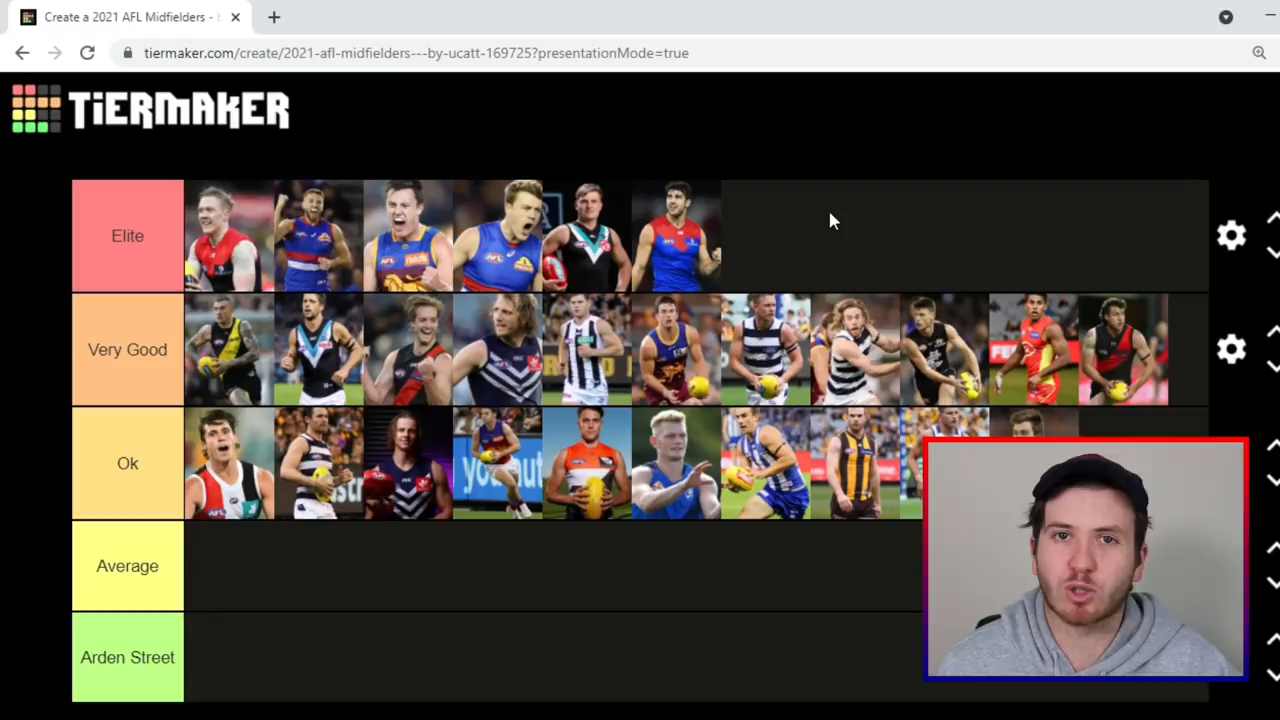 Create a 2021 AFL Midfielders -
tiermaker.com/create/2021-afl-midfielders---by-ucatt-169725?presentationMode=true
TiERMAKER
Elite
Very Good
Ok
Average
Arden Street